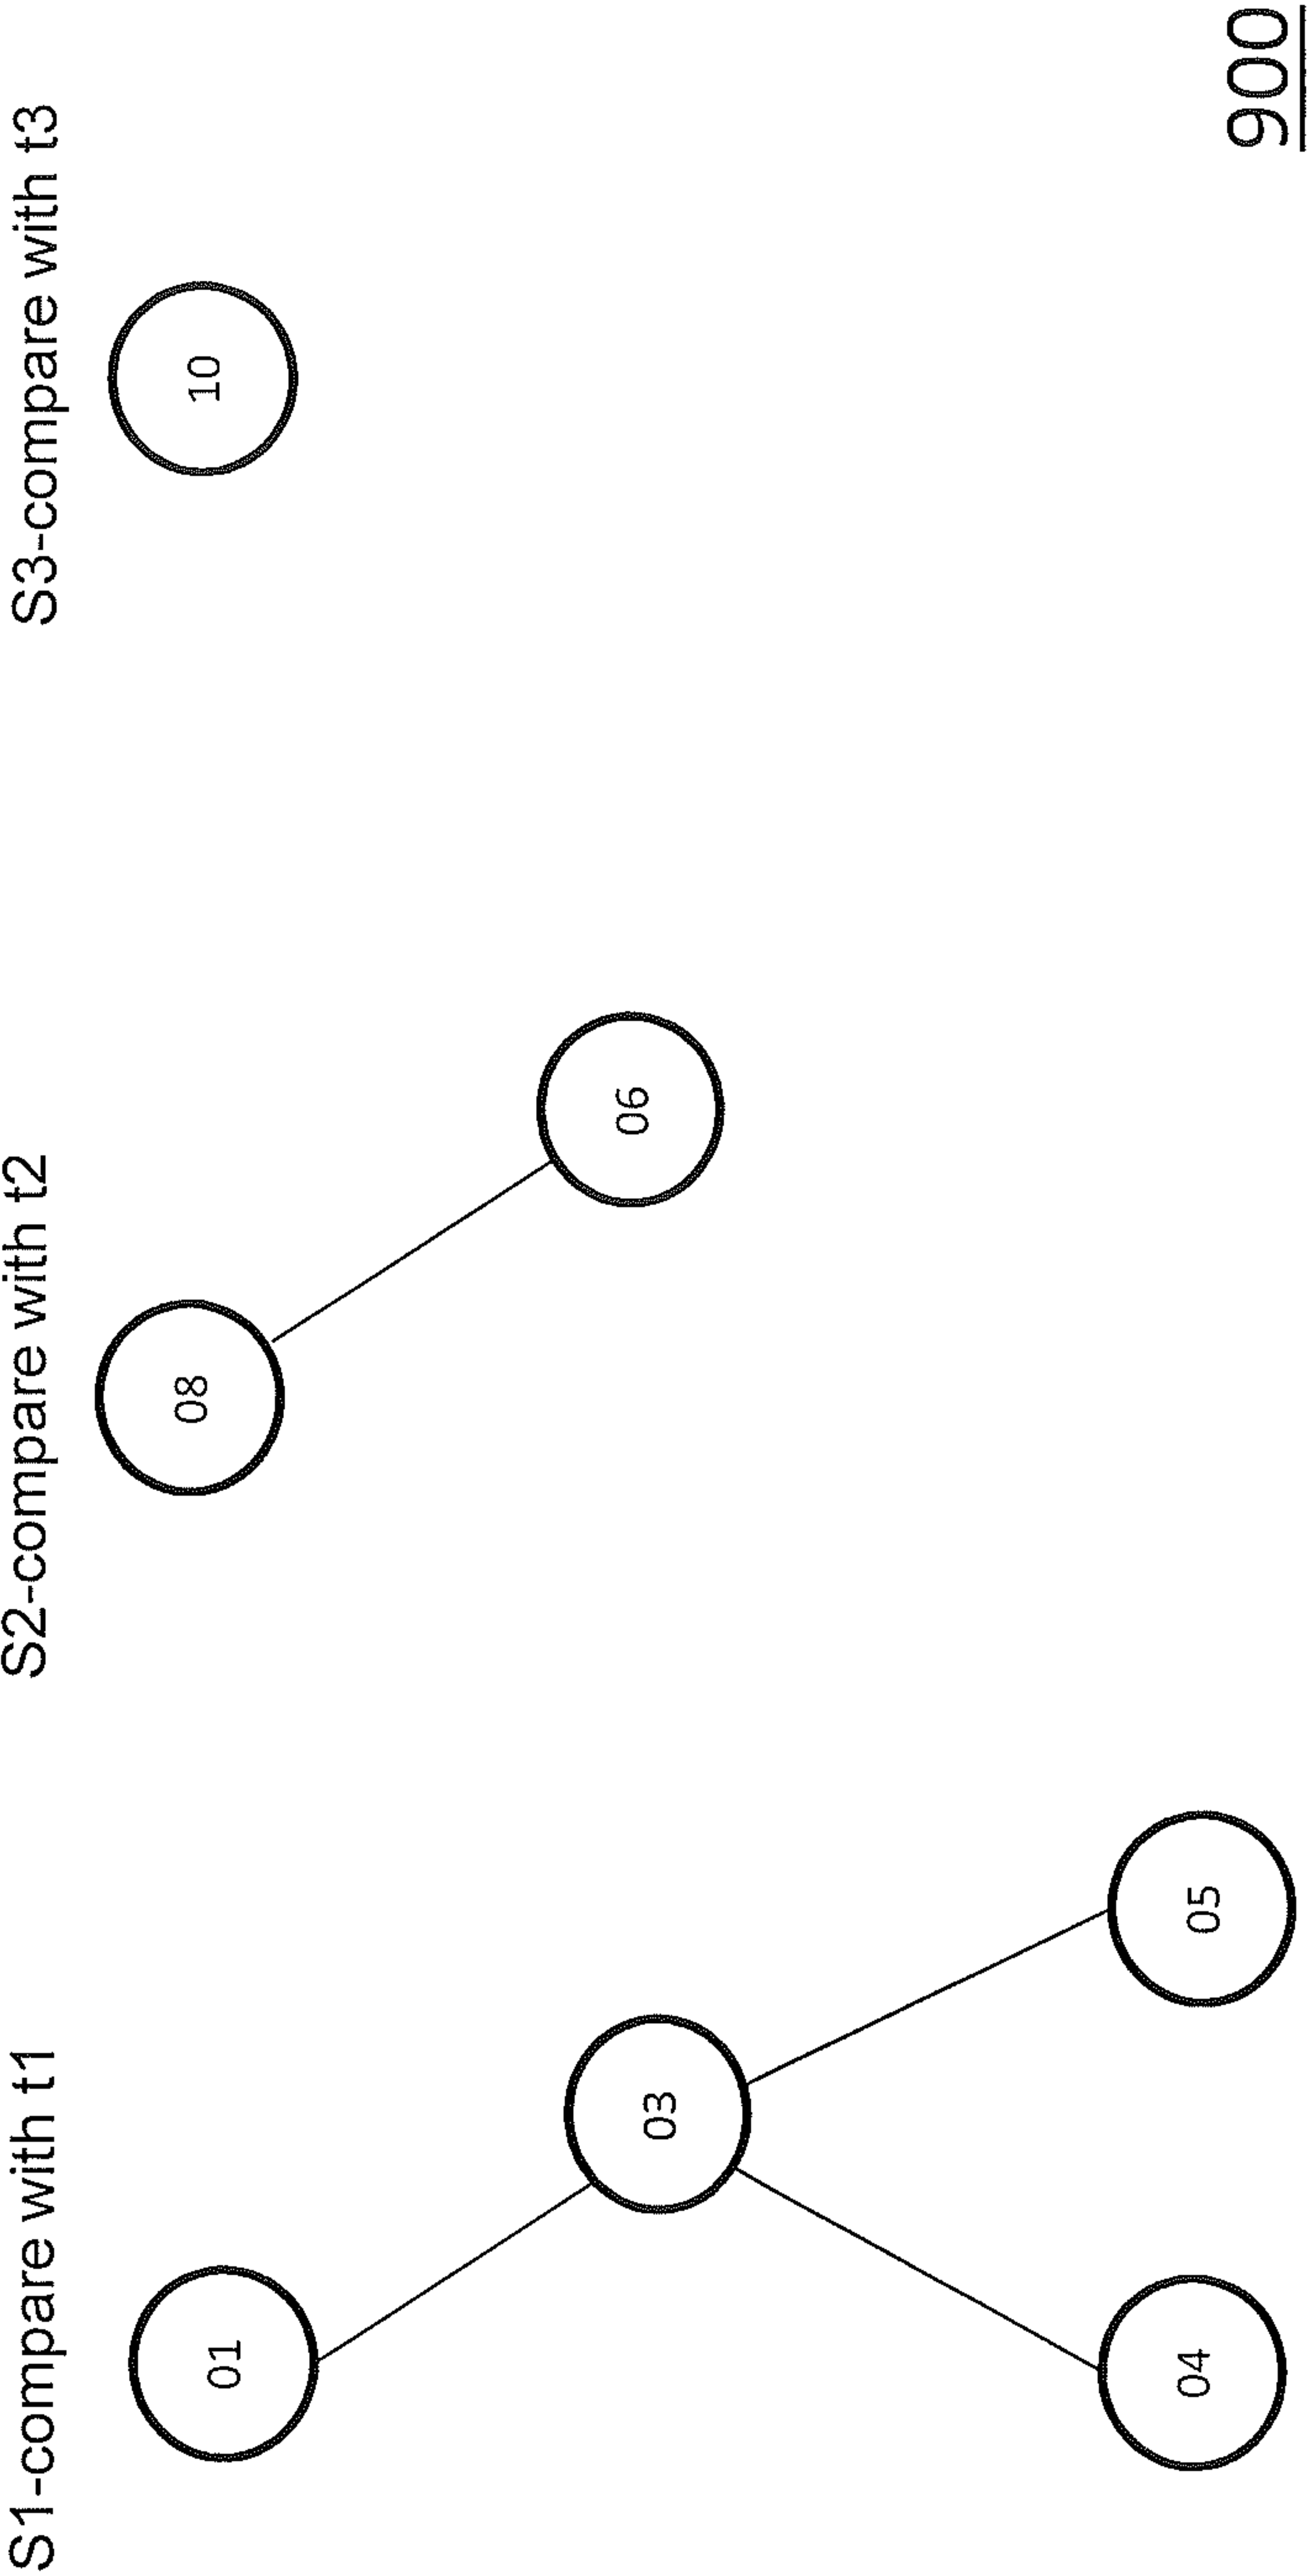 S1-compare with t1
01
03
04
05
S2-compare with t2
08
06
S3-compare with t3
10
900